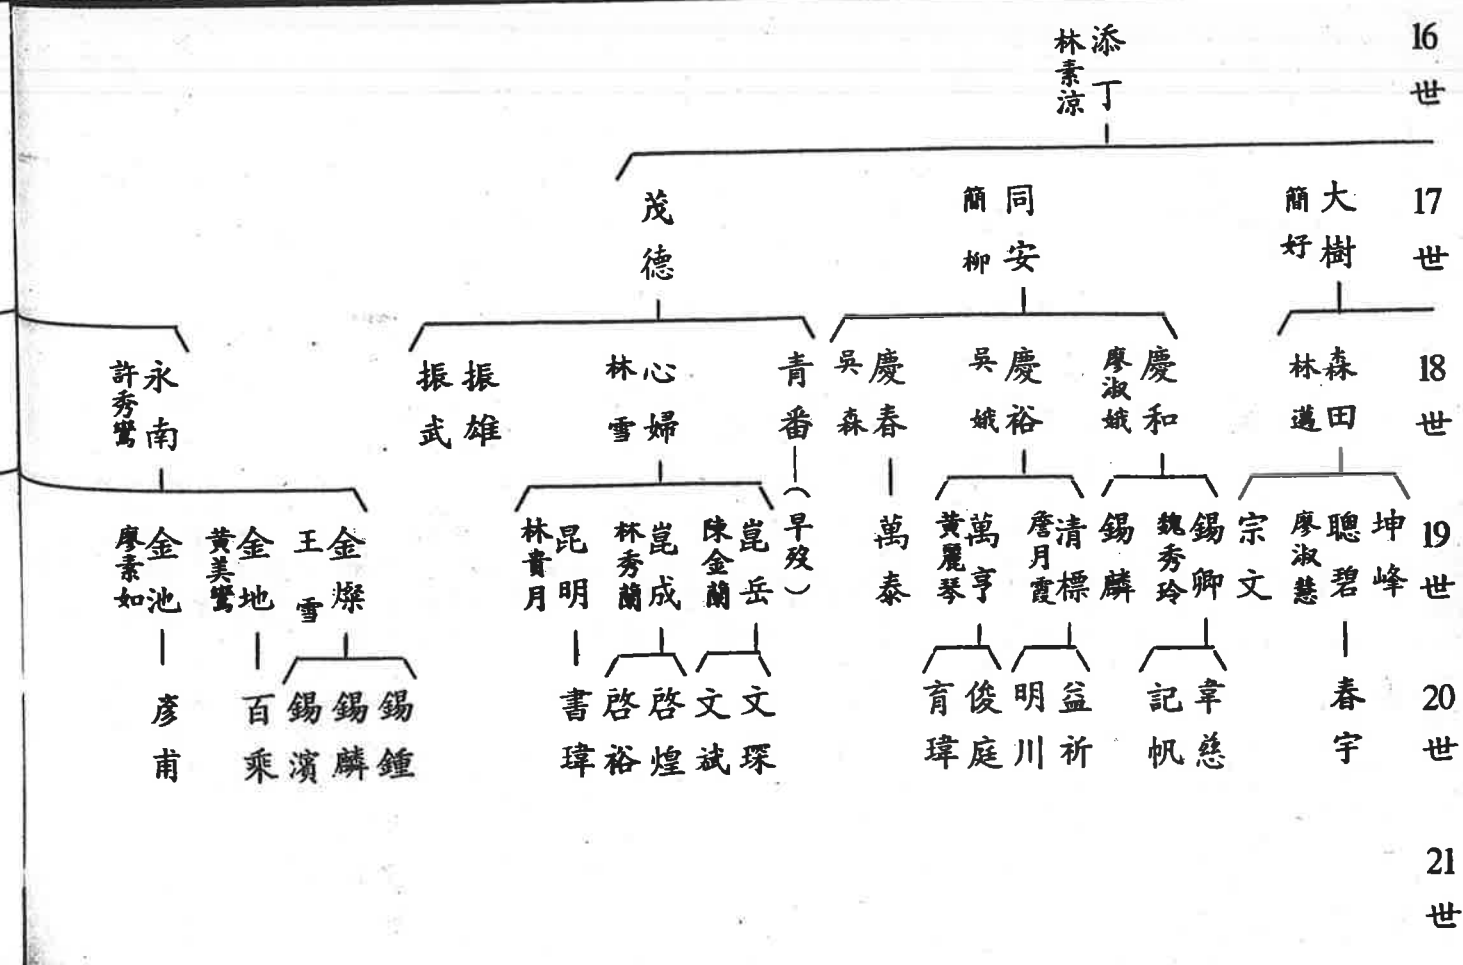 16世
添丁
林素涼
17世
大樹
簡好
同安
簡柳
茂德
18世
森田
林邁
慶和
廖淑娥
慶裕
吳娥
慶春
吳森
青番
心婦
林雪
振雄
振武
永南
許秀鸞
19世
坤峰
聰碧
廖淑慧
宗文
錫卿
魏秀玲
錫麟
清標
詹月霞
萬亨
黃麗琴
萬泰
（早歿）
崑岳
陳金蘭
崑成
林秀蘭
昆明
林貴月
金燦
王雪
金地
黃美鸞
金池
廖素如
20世
春宇
韋慈
記帆
益祈
明川
俊庭
育瑋
文琛
文斌
啓煌
啓裕
書瑋
錫鍾
錫麟
錫濱
百乘
彥甫
21世